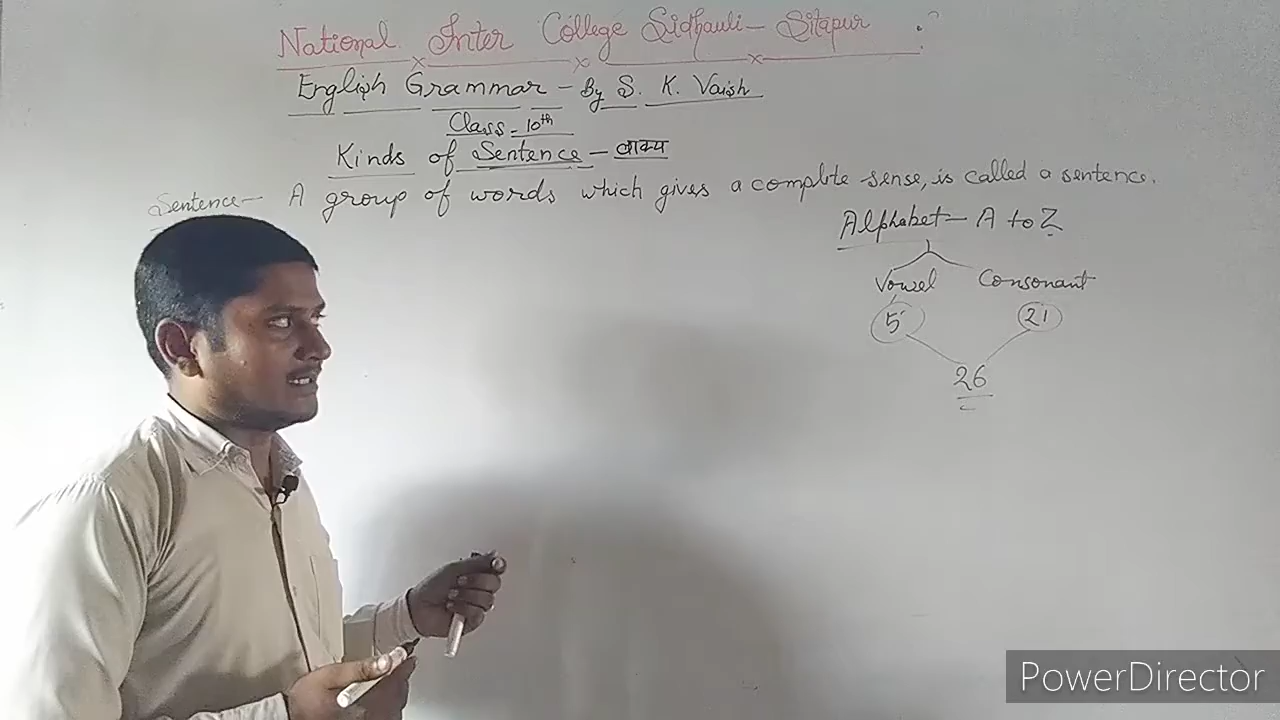 National Inter College Sidhauli - Sitapur
English Grammar - By S. K. Vaish
Class - 10th
Kinds of Sentence - वाक्य
Sentence - A group of words which gives a complete sense, is called a sentence.
Alphabet - A to Z
Vowel Consonant
5 21
26
PowerDirector